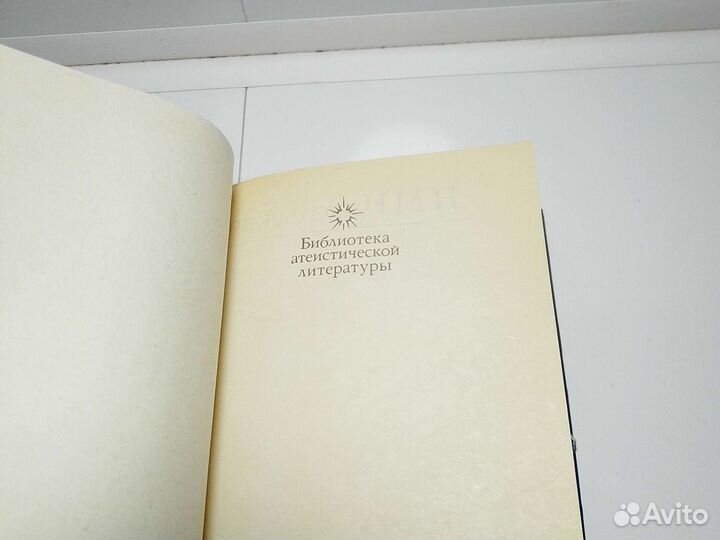 Библиотека
атеистической
литературы
Avito